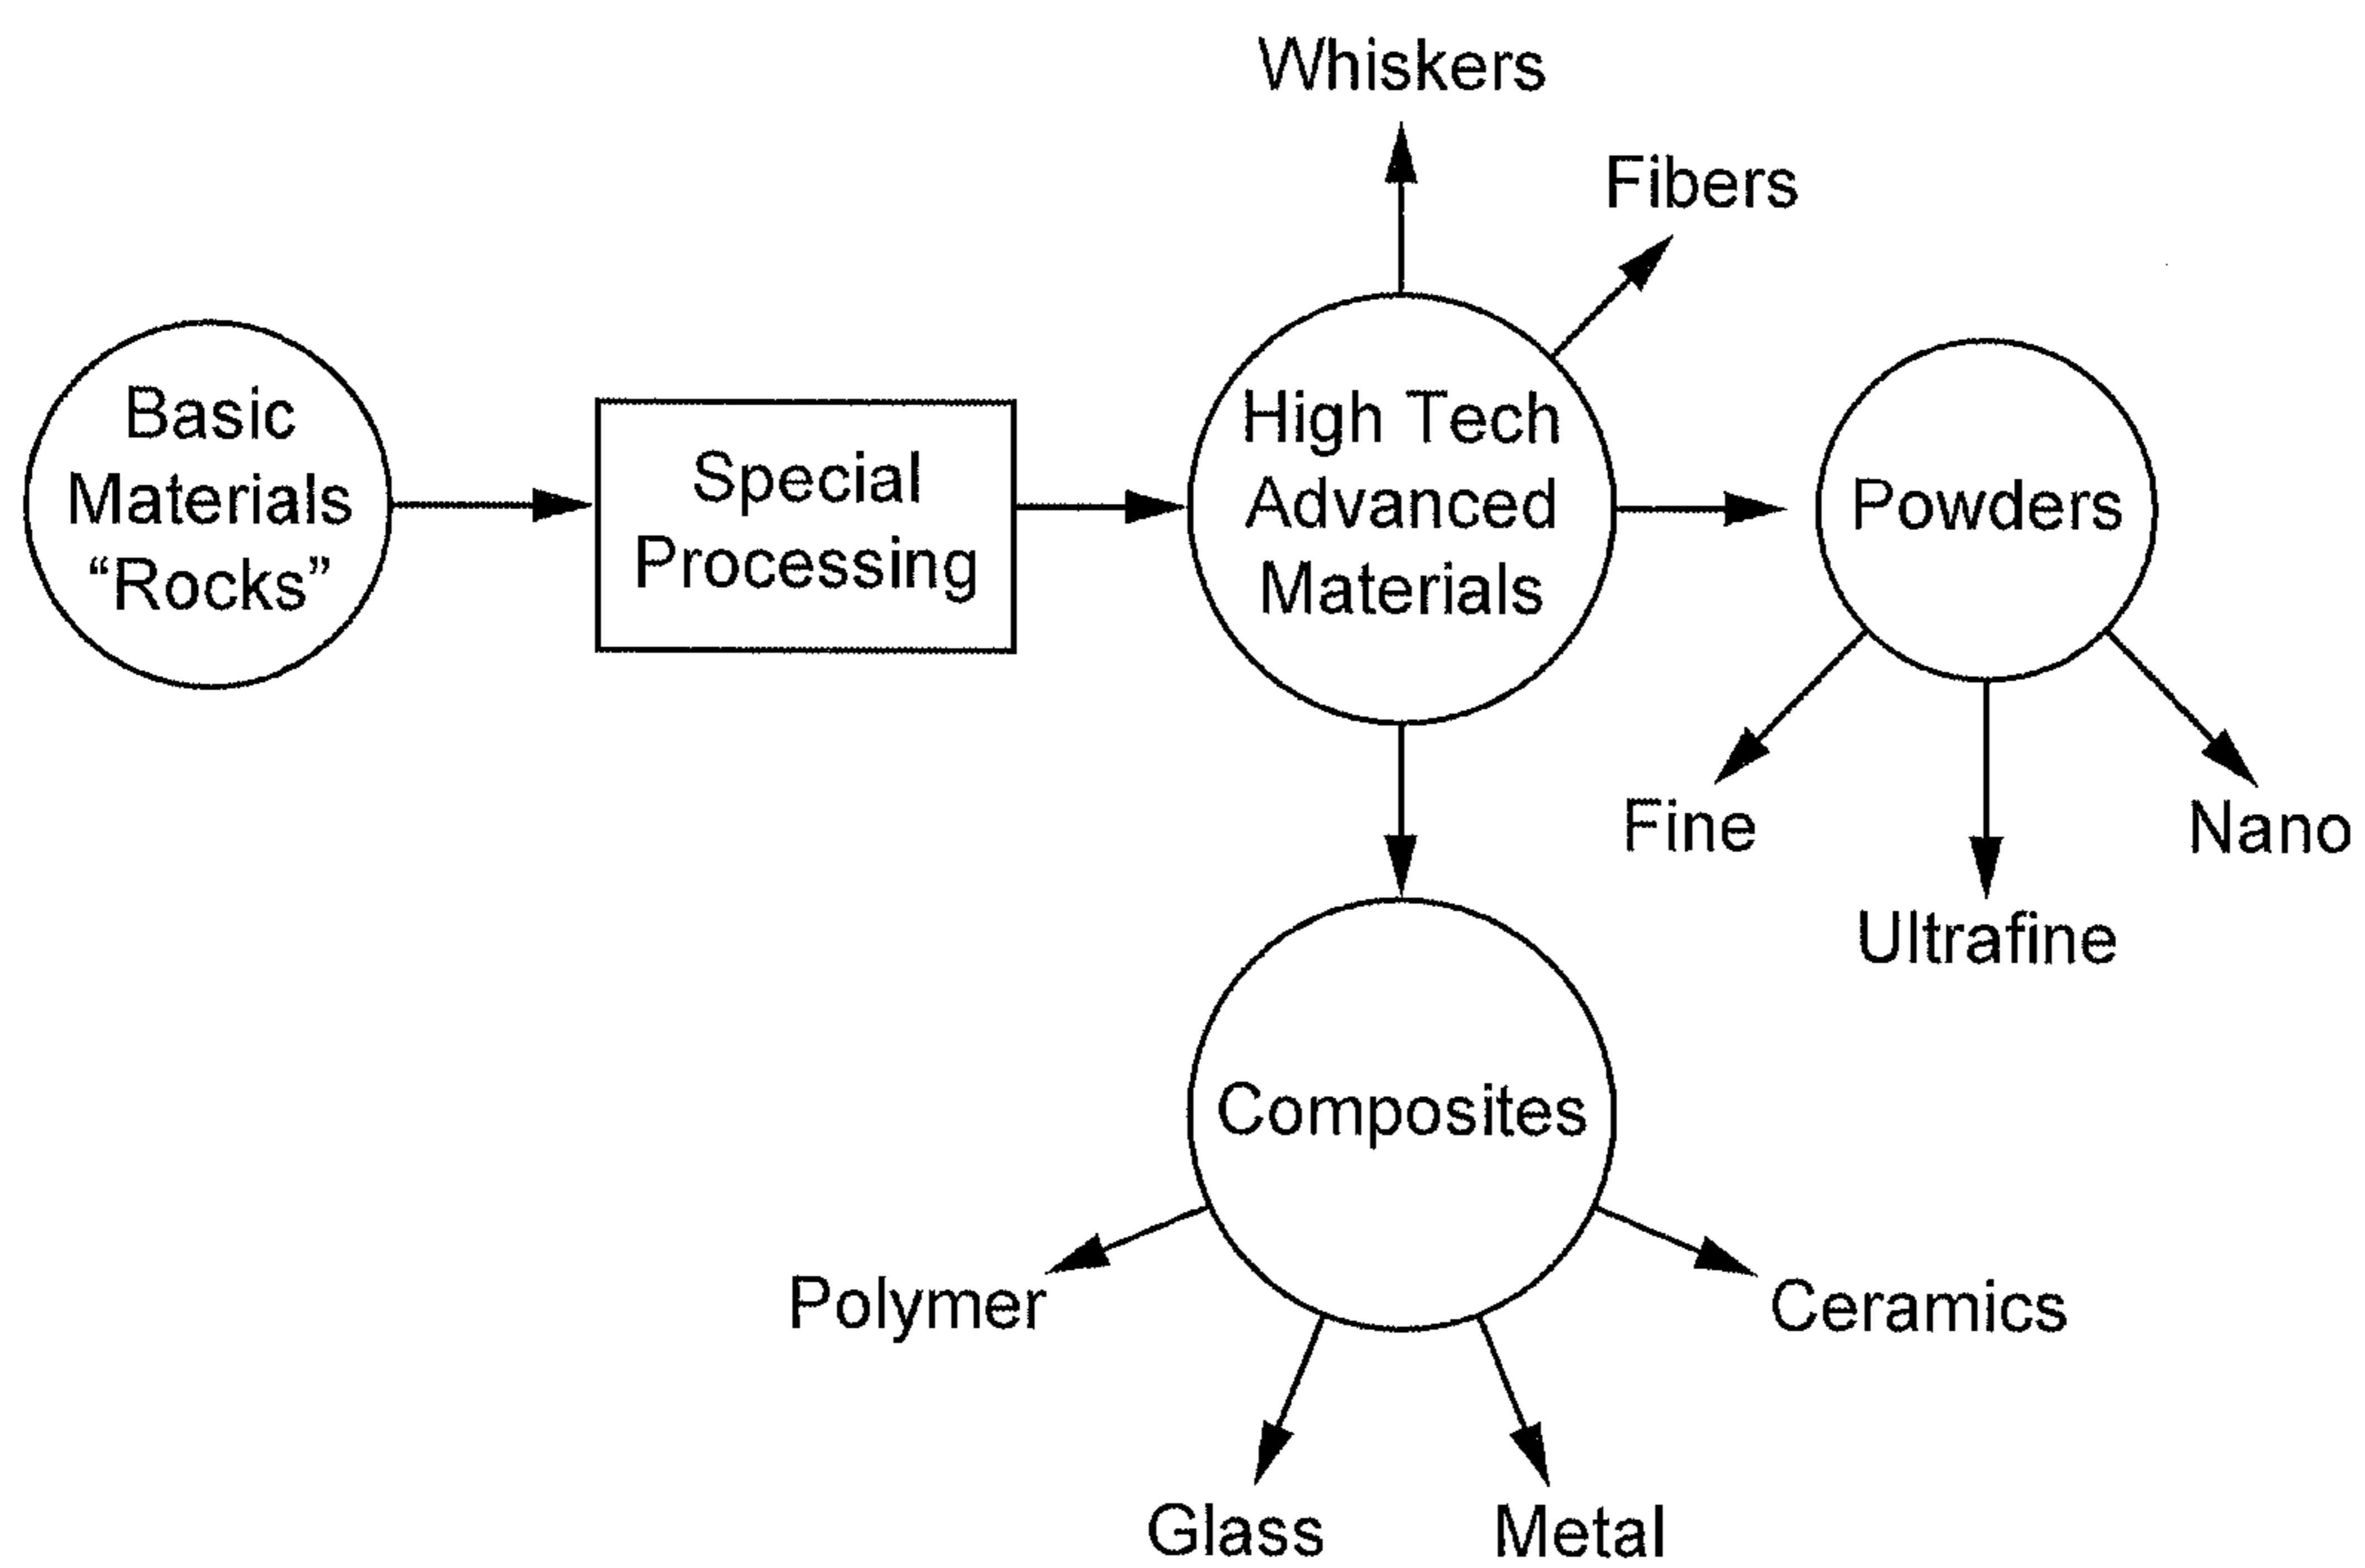 Whiskers
Fibers
Basic
Materials
“Rocks”
Special
Processing
High Tech
Advanced
Materials
Powders
Fine
Ultrafine
Nano
Composites
Polymer
Glass
Metal
Ceramics